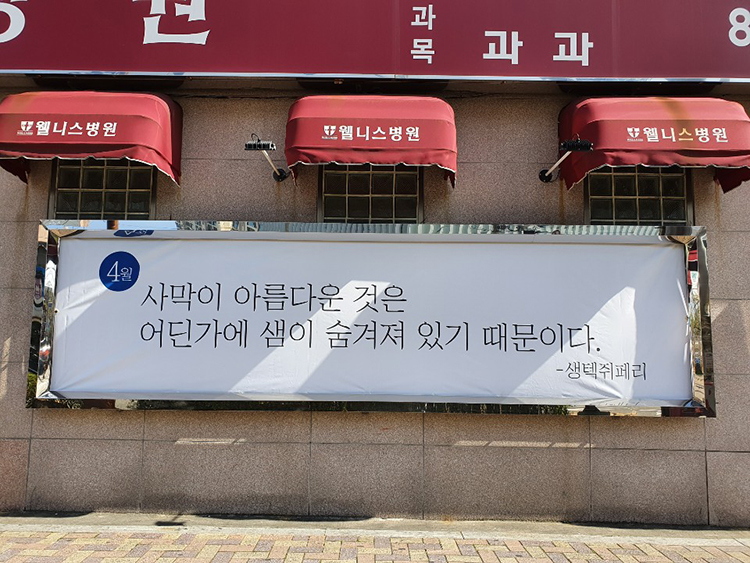 원
과목
과과
8
웰니스병원
웰니스병원
웰니스병원
4월
사막이 아름다운 것은
어딘가에 샘이 숨겨져 있기 때문이다.
-생텍쥐페리